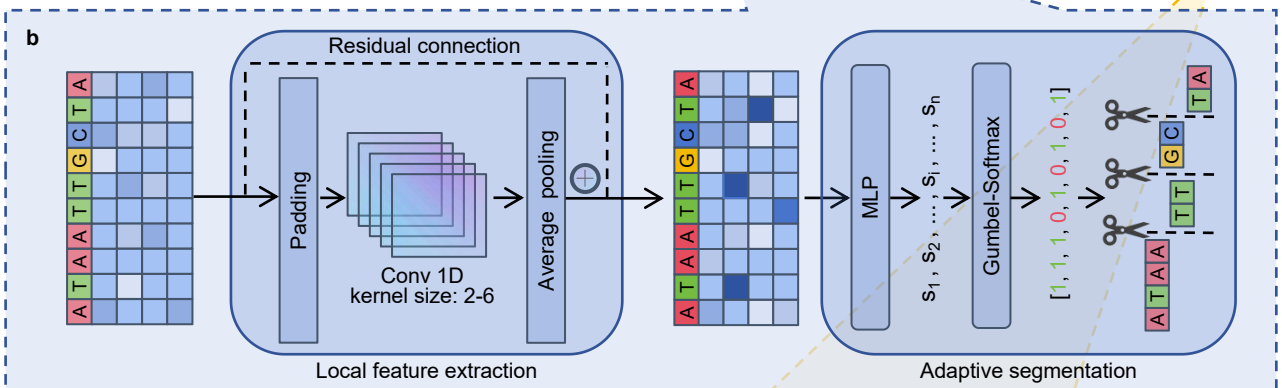 b
Residual connection
A T A A T T G C T A
Padding
Conv 1D
kernel size: 2-6
Average pooling
+
Local feature extraction
A T A A T T G C T A
MLP
s₁ , s₂ , ... , sᵢ , ... , sₙ
Gumbel-Softmax
[1, 1, 1, 0, 1, 0, 1, 0, 1]
A T A A
T T
G C
T A
Adaptive segmentation